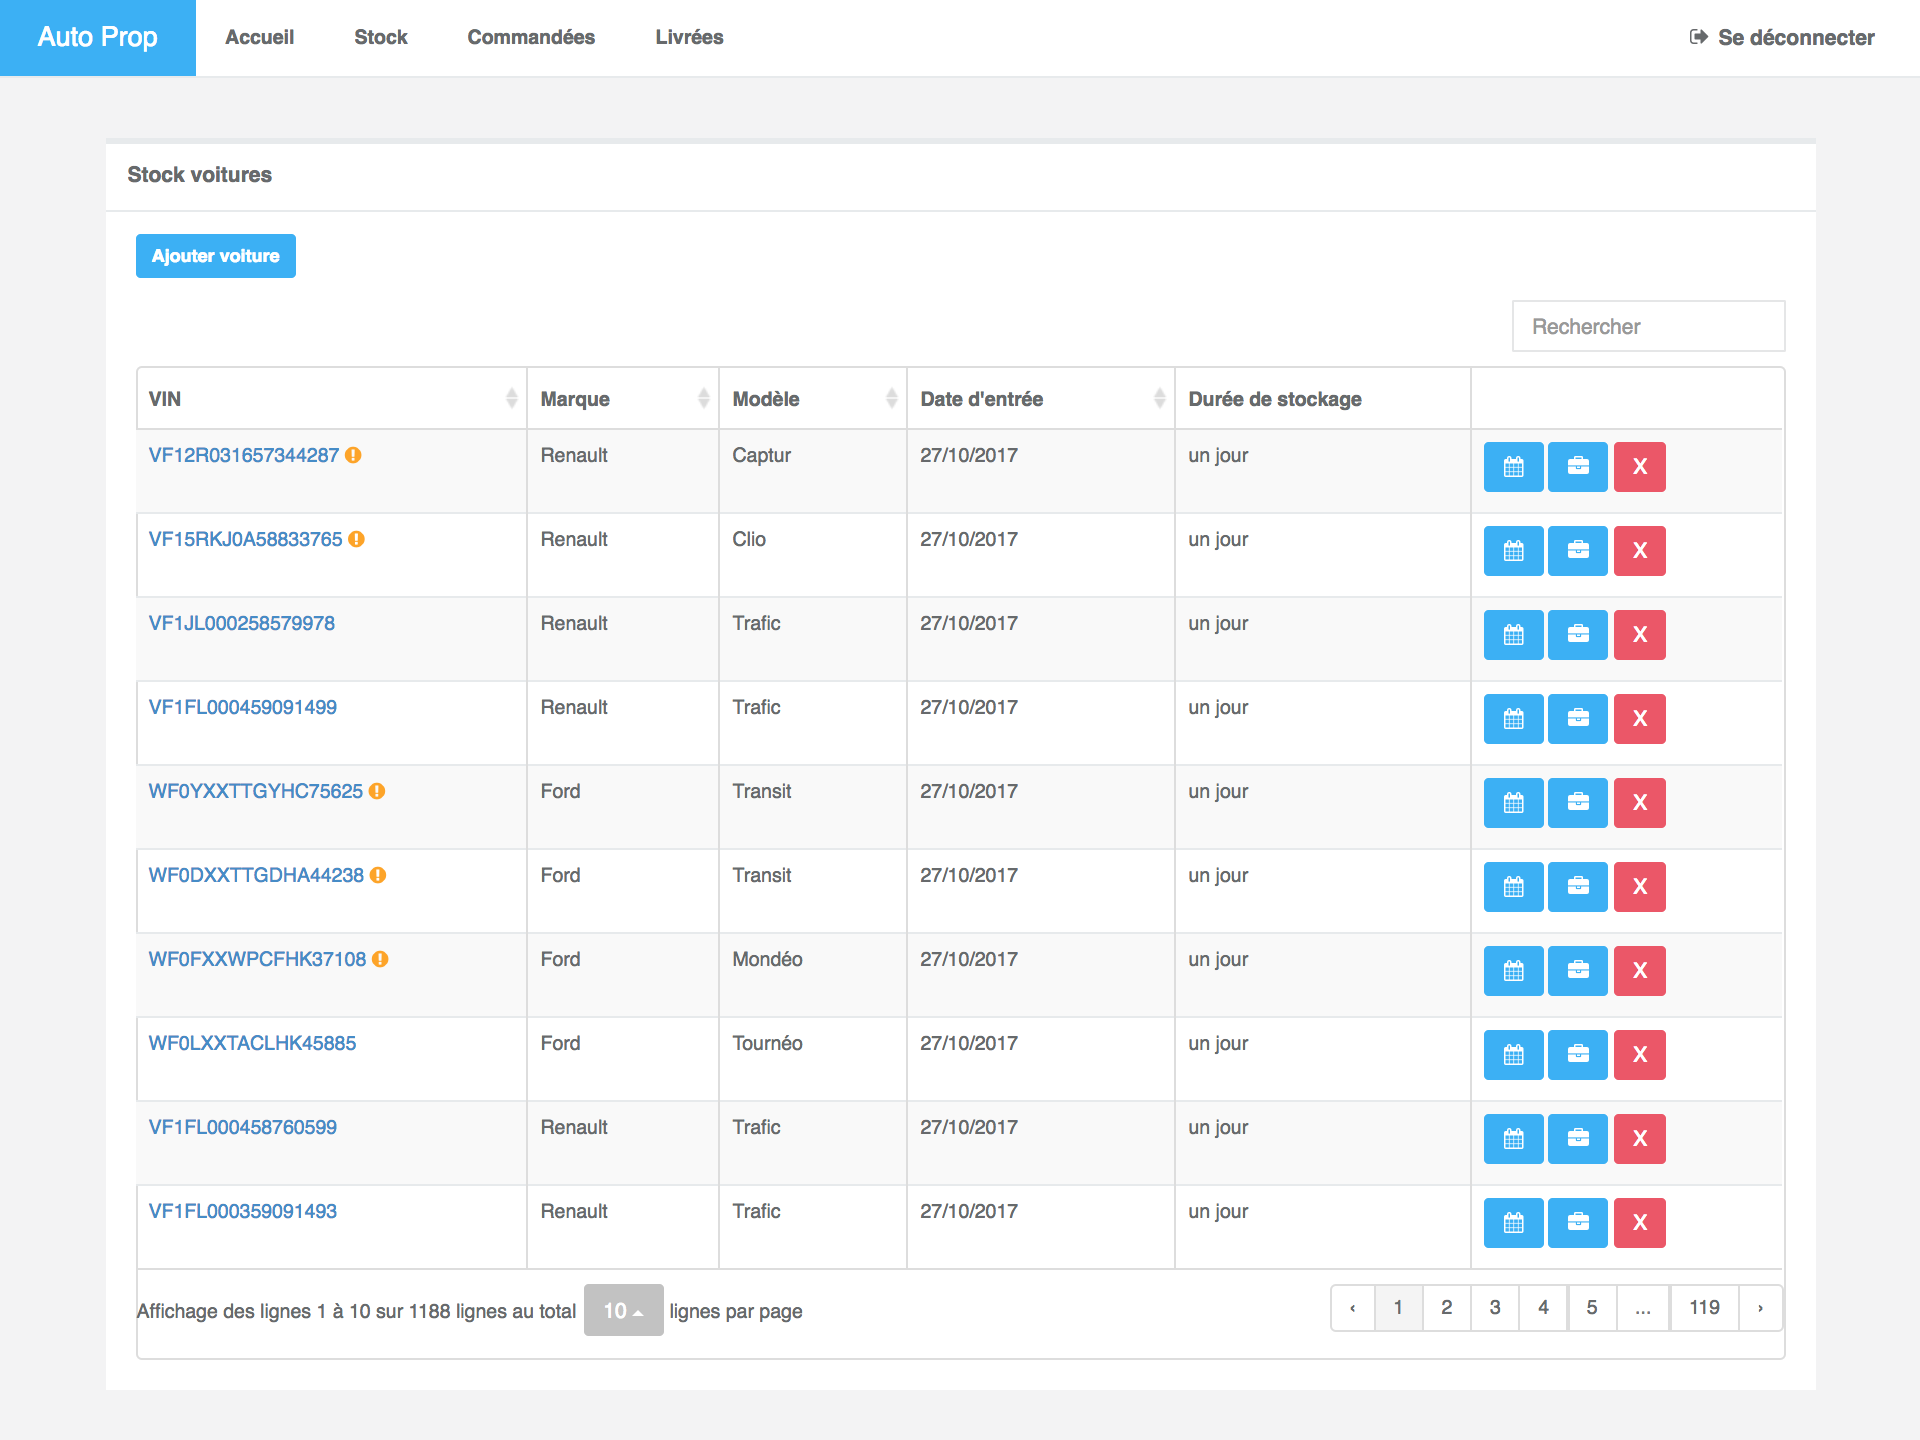 Auto Prop Accueil Stock Commandées Livrées Se déconnecter
Stock voitures
Ajouter voiture
Rechercher
VIN Marque Modèle Date d'entrée Durée de stockage
VF12R031657344287 Renault Captur 27/10/2017 un jour X
VF15RKJ0A58833765 Renault Clio 27/10/2017 un jour X
VF1JL000258579978 Renault Trafic 27/10/2017 un jour X
VF1FL000459091499 Renault Trafic 27/10/2017 un jour X
WF0YXXTTGYHC75625 Ford Transit 27/10/2017 un jour X
WF0DXXTTGDHA44238 Ford Transit 27/10/2017 un jour X
WF0FXXWPCFHK37108 Ford Mondéo 27/10/2017 un jour X
WF0LXXTACLHK45885 Ford Tournéo 27/10/2017 un jour X
VF1FL000458760599 Renault Trafic 27/10/2017 un jour X
VF1FL000359091493 Renault Trafic 27/10/2017 un jour X
Affichage des lignes 1 à 10 sur 1188 lignes au total 10 lignes par page ‹ 1 2 3 4 5 ... 119 ›